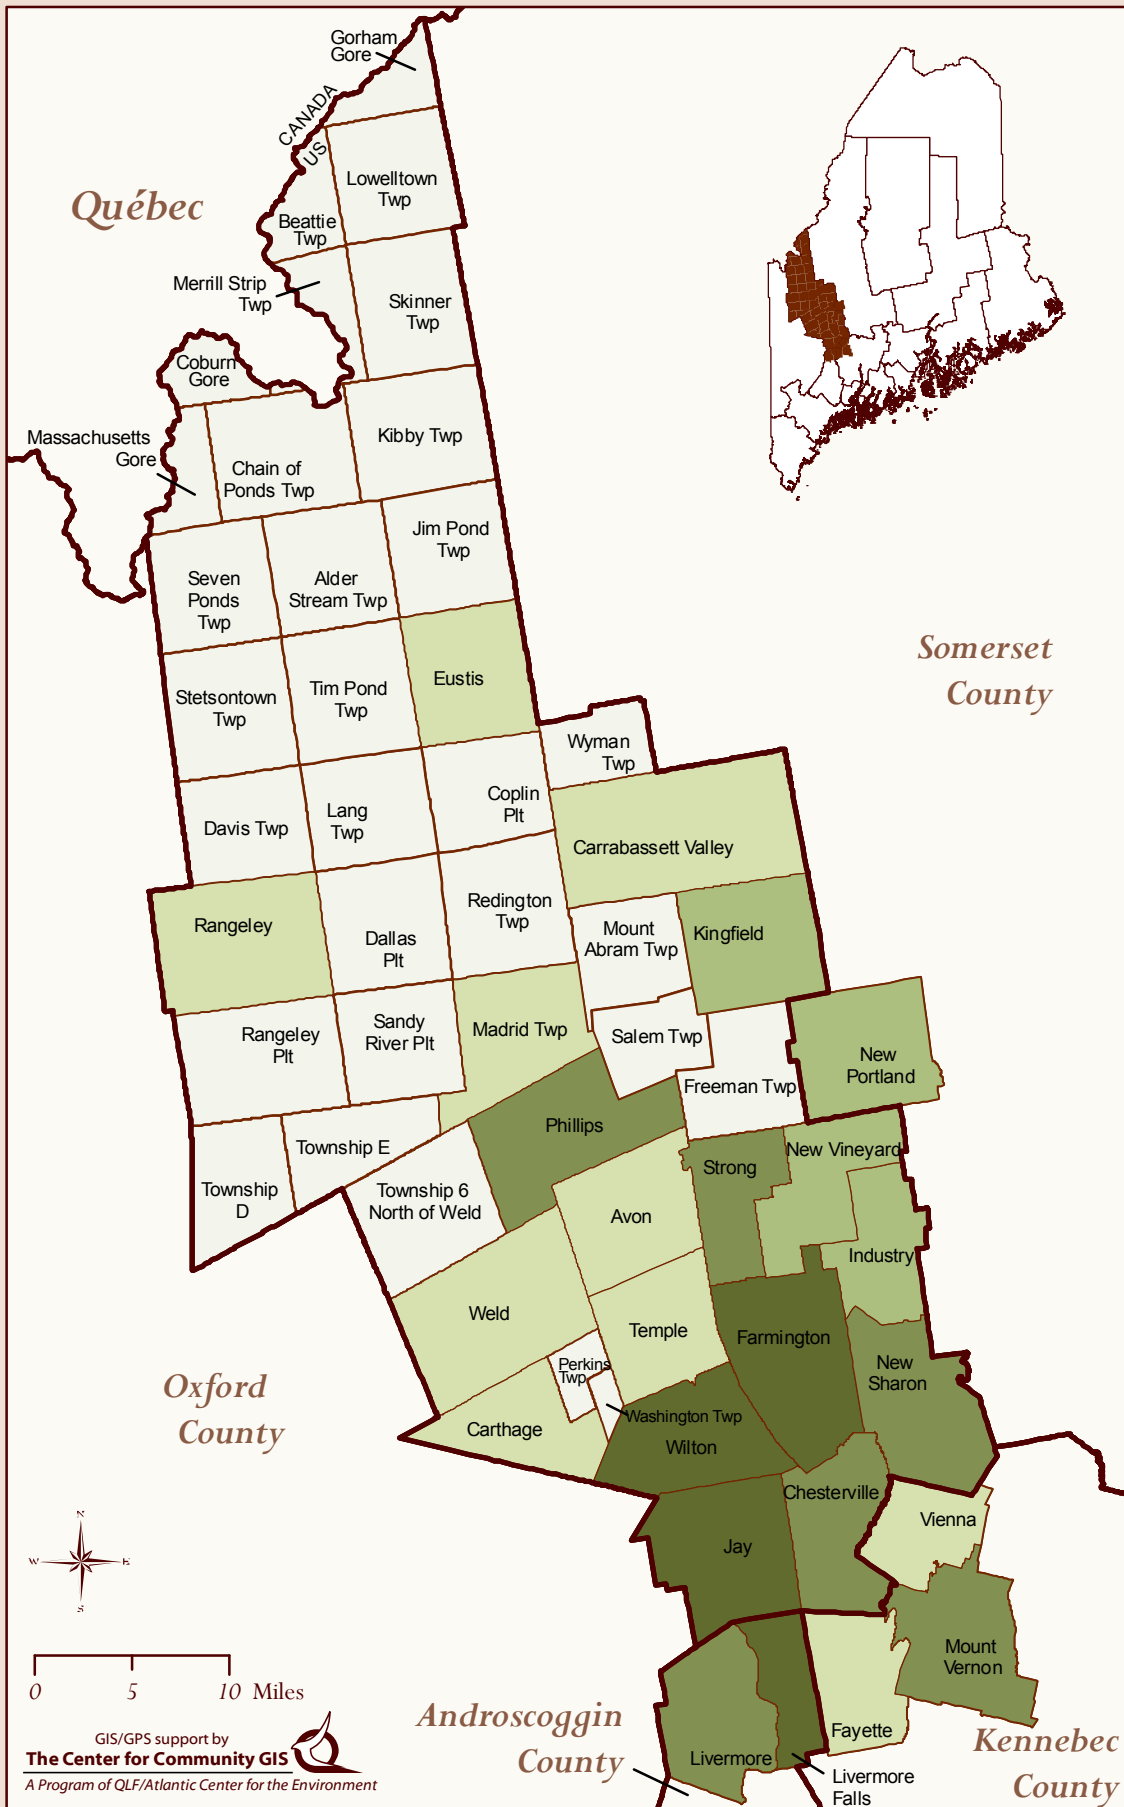 Gorham
Gore
CANADA
US
Québec
Lowelltown
Twp
Beattie
Twp
Merrill Strip
Twp
Skinner
Twp
Coburn
Gore
Massachusetts
Gore
Chain of
Ponds Twp
Kibby Twp
Jim Pond
Twp
Seven
Ponds
Twp
Alder
Stream Twp
Somerset
County
Stetsontown
Twp
Tim Pond
Twp
Eustis
Wyman
Twp
Davis Twp
Lang
Twp
Coplin
Plt
Carrabassett Valley
Rangeley
Dallas
Plt
Redington
Twp
Mount
Abram Twp
Kingfield
Rangeley
Plt
Sandy
River Plt
Madrid Twp
Salem Twp
Freeman Twp
New
Portland
Phillips
Township E
Township
D
Township 6
North of Weld
Strong
New Vineyard
Avon
Industry
Weld
Temple
Farmington
New
Sharon
Oxford
County
Perkins
Twp
Carthage
Washington Twp
Wilton
Chesterville
Vienna
Jay
N
W
E
S
Mount
Vernon
0 5 10 Miles
Androscoggin
County
Fayette
Kennebec
County
Livermore
Livermore
Falls
GIS/GPS support by
The Center for Community GIS
A Program of QLF/Atlantic Center for the Environment